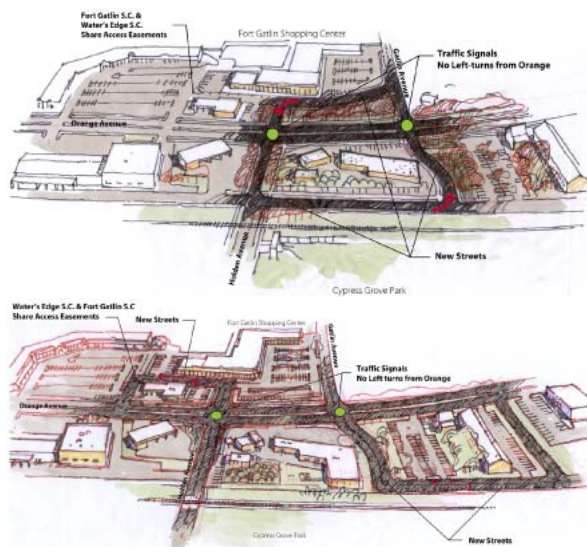 Fort Gatlin S.C. &
Water's Edge S.C.
Share Access Easements
Fort Gatlin Shopping Center
Gatlin Avenue
Traffic Signals
No Left-turns from Orange
Orange Avenue
Holden Avenue
New Streets
Cypress Grove Park
Water's Edge S.C. & Fort Gatlin S.C
Share Access Easements
New Streets
Fort Gatlin Shopping Center
Gatlin Avenue
Traffic Signals
No Left turns from Orange
Orange Avenue
Cypress Grove Park
New Streets